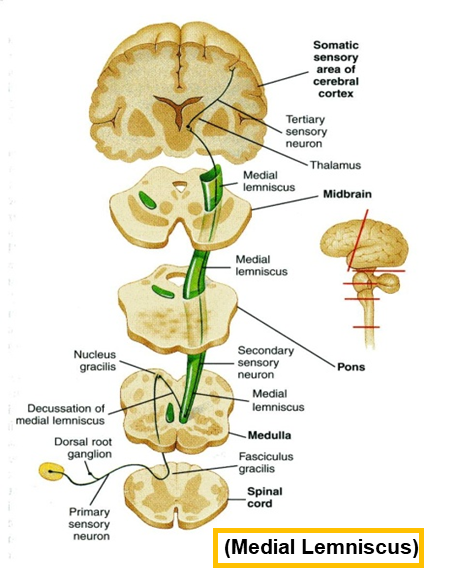 Somatic
sensory
area of
cerebral
cortex
Tertiary
sensory
neuron
Thalamus
Medial
lemniscus
Midbrain
Medial
lemniscus
Secondary
sensory
neuron
Pons
Nucleus
gracilis
Medial
lemniscus
Decussation of
medial lemniscus
Medulla
Dorsal root
ganglion
Fasciculus
gracilis
Spinal
cord
Primary
sensory
neuron
(Medial Lemniscus)